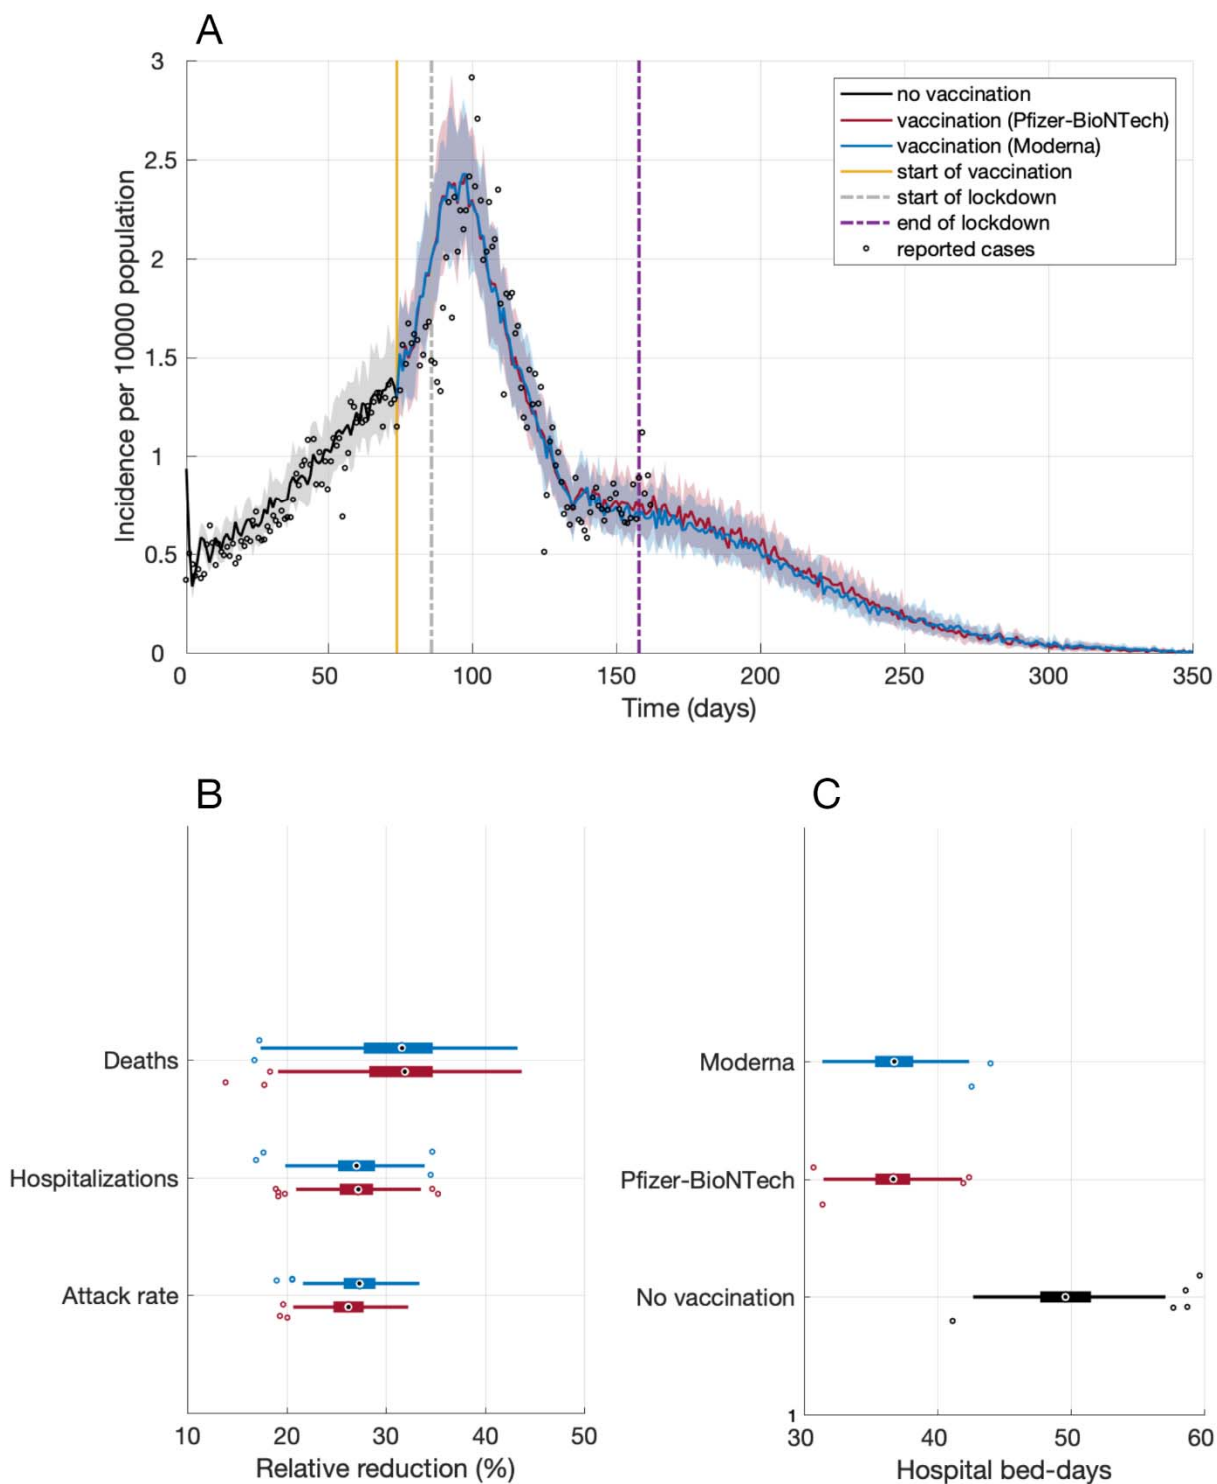 A
3
2.5
2
1.5
1
0.5
0
Incidence per 10000 population
no vaccination
vaccination (Pfizer-BioNTech)
vaccination (Moderna)
start of vaccination
start of lockdown
end of lockdown
reported cases
0 50 100 150 200 250 300 350
Time (days)
B
Deaths
Hospitalizations
Attack rate
10 20 30 40 50
Relative reduction (%)
C
Moderna
Pfizer-BioNTech
No vaccination
1
30 40 50 60
Hospital bed-days